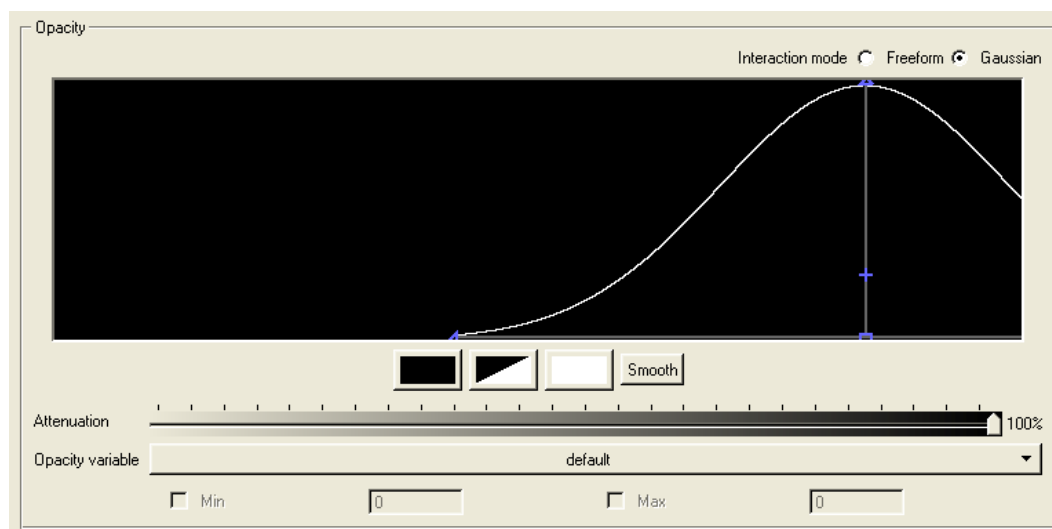 Opacity
Interaction mode Freeform Gaussian
Smooth
Attenuation 100%
Opacity variable default
Min 0 Max 0